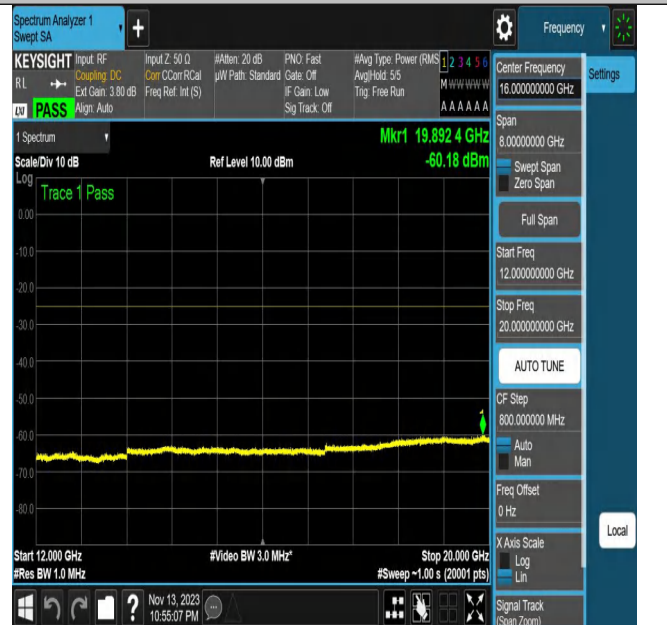 Spectrum Analyzer 1
Swept SA
+
Frequency
KEYSIGHT
RL
LXI
PASS
Input: RF
Coupling: DC
Ext Gain: 3.80 dB
Align: Auto
Input Z: 50 Ω
Corr CCorr RCal
Freq Ref: Int (S)
#Atten: 20 dB
µW Path: Standard
PNO: Fast
Gate: Off
IF Gain: Low
Sig Track: Off
#Avg Type: Power (RMS
Avg|Hold: 5/5
Trig: Free Run
1 2 3 4 5 6
M W W W W W
A A A A A A
1 Spectrum
Scale/Div 10 dB
Ref Level 10.00 dBm
Mkr1 19.892 4 GHz
-60.18 dBm
Log
Trace 1 Pass
0.00
-10.0
-20.0
-30.0
-40.0
-50.0
-60.0
-70.0
-80.0
1
Start 12.000 GHz
#Res BW 1.0 MHz
#Video BW 3.0 MHz*
Stop 20.000 GHz
#Sweep ~1.00 s (20001 pts)
Nov 13, 2023
10:55:07 PM
?
Center Frequency
16.000000000 GHz
Settings
Span
8.00000000 GHz
Swept Span
Zero Span
Full Span
Start Freq
12.000000000 GHz
Stop Freq
20.000000000 GHz
AUTO TUNE
CF Step
800.000000 MHz
Auto
Man
Freq Offset
0 Hz
X Axis Scale
Log
Lin
Local
Signal Track
(Span Zoom)